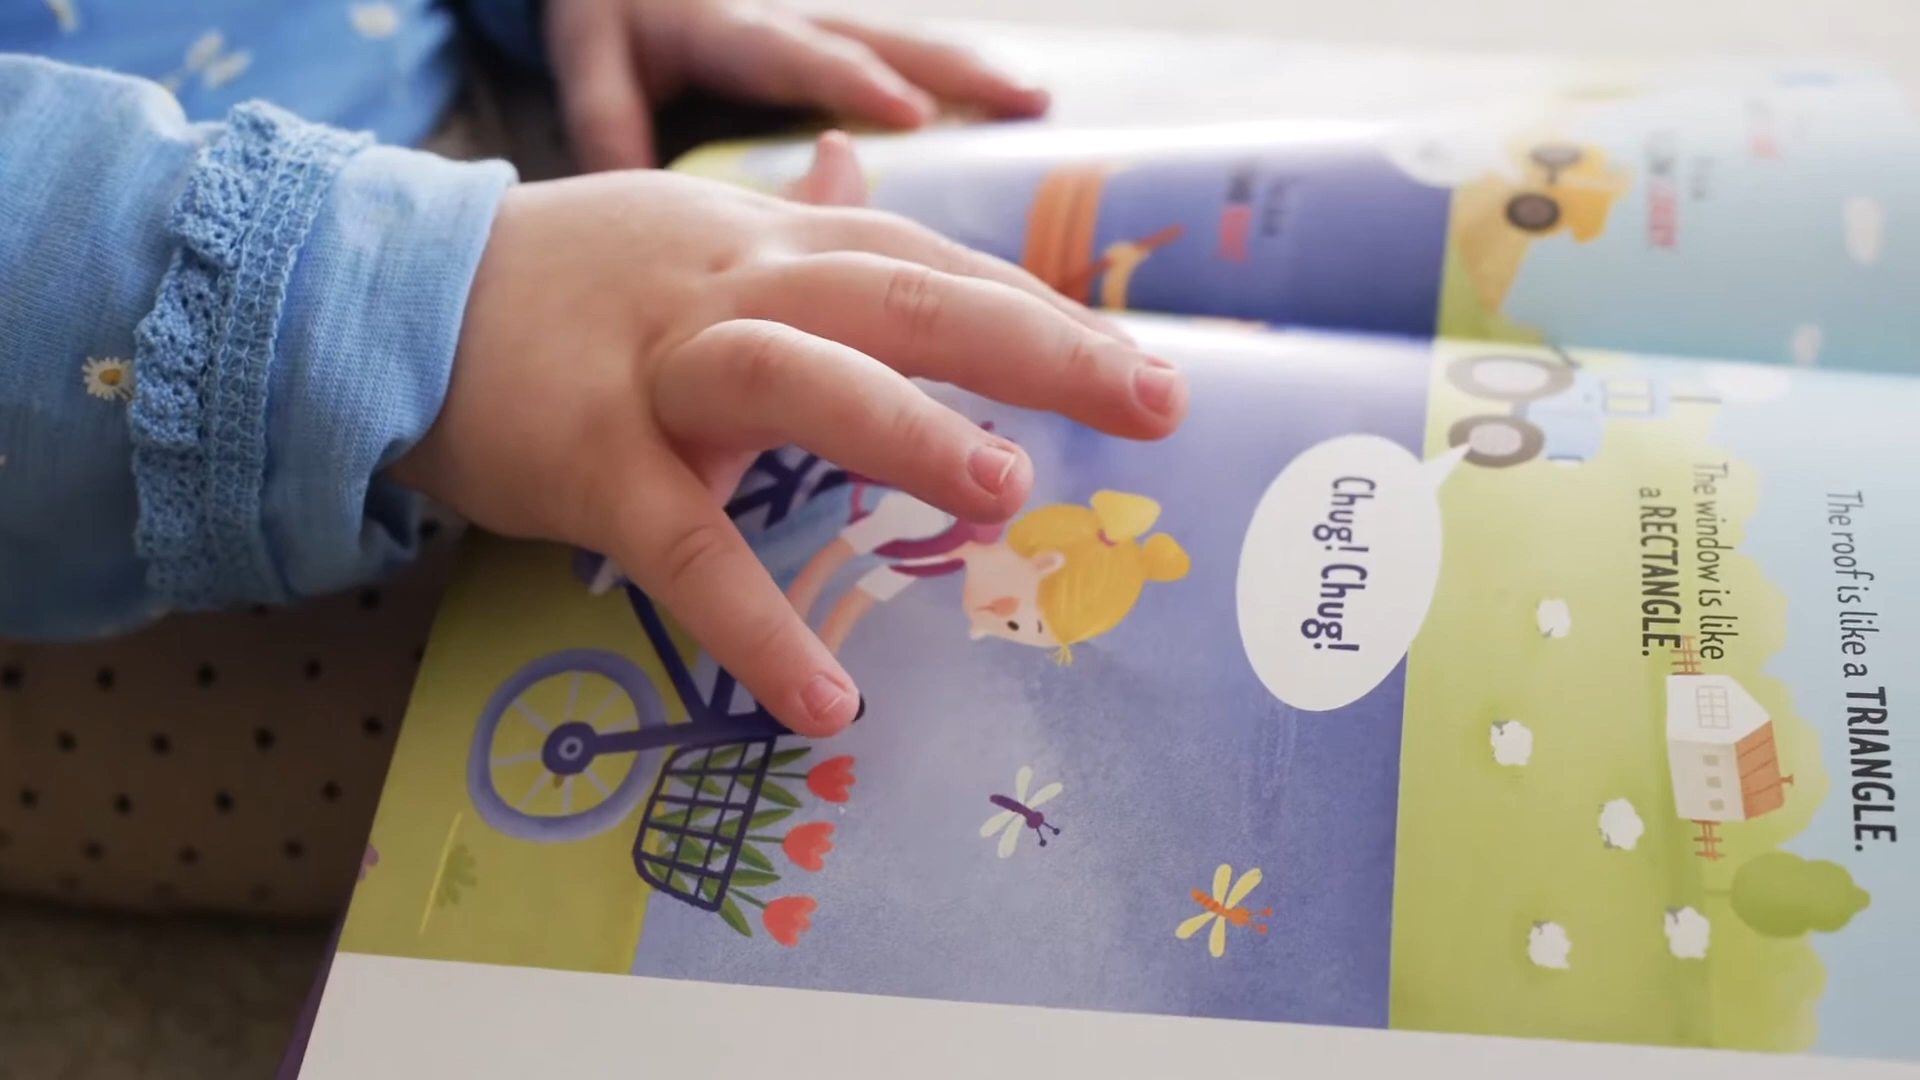 The roof is like a TRIANGLE.
The window is like
a RECTANGLE.
Chug! Chug!